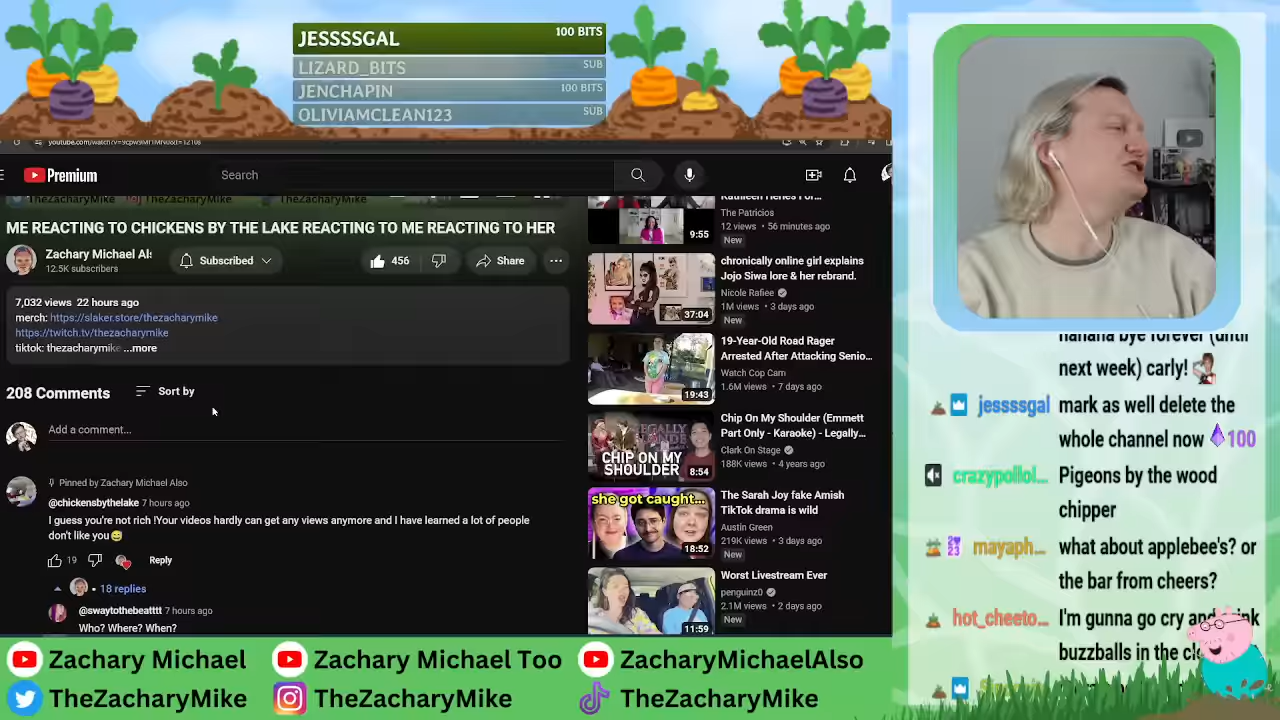 JESSSSGAL 100 BITS
LIZARD_BITS SUB
JENCHAPIN 100 BITS
OLIVIAMCLEAN123 SUB
Premium
Search
TheZacharyMike TheZacharyMike TheZacharyMike
ME REACTING TO CHICKENS BY THE LAKE REACTING TO ME REACTING TO HER
Zachary Michael Al
12.5K subscribers
Subscribed
456
Share
7,032 views 22 hours ago
merch: https://slaker.store/thezacharymike
https://twitch.tv/thezacharymike
tiktok: thezacharymike ...more
208 Comments
Sort by
Add a comment...
Pinned by Zachary Michael Also
@chickensbythelake 7 hours ago
I guess you're not rich !Your videos hardly can get any views anymore and I have learned a lot of people
don't like you😅
19
Reply
18 replies
@swaytothebeatttt 7 hours ago
Who? Where? When?
The Patricios
12 views • 56 minutes ago
New
9:55
chronically online girl explains
Jojo Siwa lore & her rebrand.
Nicole Rafiee
1M views • 3 days ago
New
37:04
19-Year-Old Road Rager
Arrested After Attacking Senio...
Watch Cop Cam
1.6M views • 7 days ago
19:43
Chip On My Shoulder (Emmett
Part Only - Karaoke) - Legally...
Clark On Stage
188K views • 4 years ago
LEGALLY
CHIP ON MY
SHOULDER
8:54
The Sarah Joy fake Amish
TikTok drama is wild
Austin Green
219K views • 3 days ago
New
she got caught...
18:52
Worst Livestream Ever
penguinz0
2.1M views • 2 days ago
New
11:59
hahaha bye forever (until
next week) carly!
jessssgal mark as well delete the
whole channel now 100
crazypollol... Pigeons by the wood
chipper
mayaph... what about applebee's? or
the bar from cheers?
hot_cheeto... I'm gunna go cry and
buzzballs in the
Zachary Michael
Zachary Michael Too
ZacharyMichaelAlso
TheZacharyMike
TheZacharyMike
TheZacharyMike